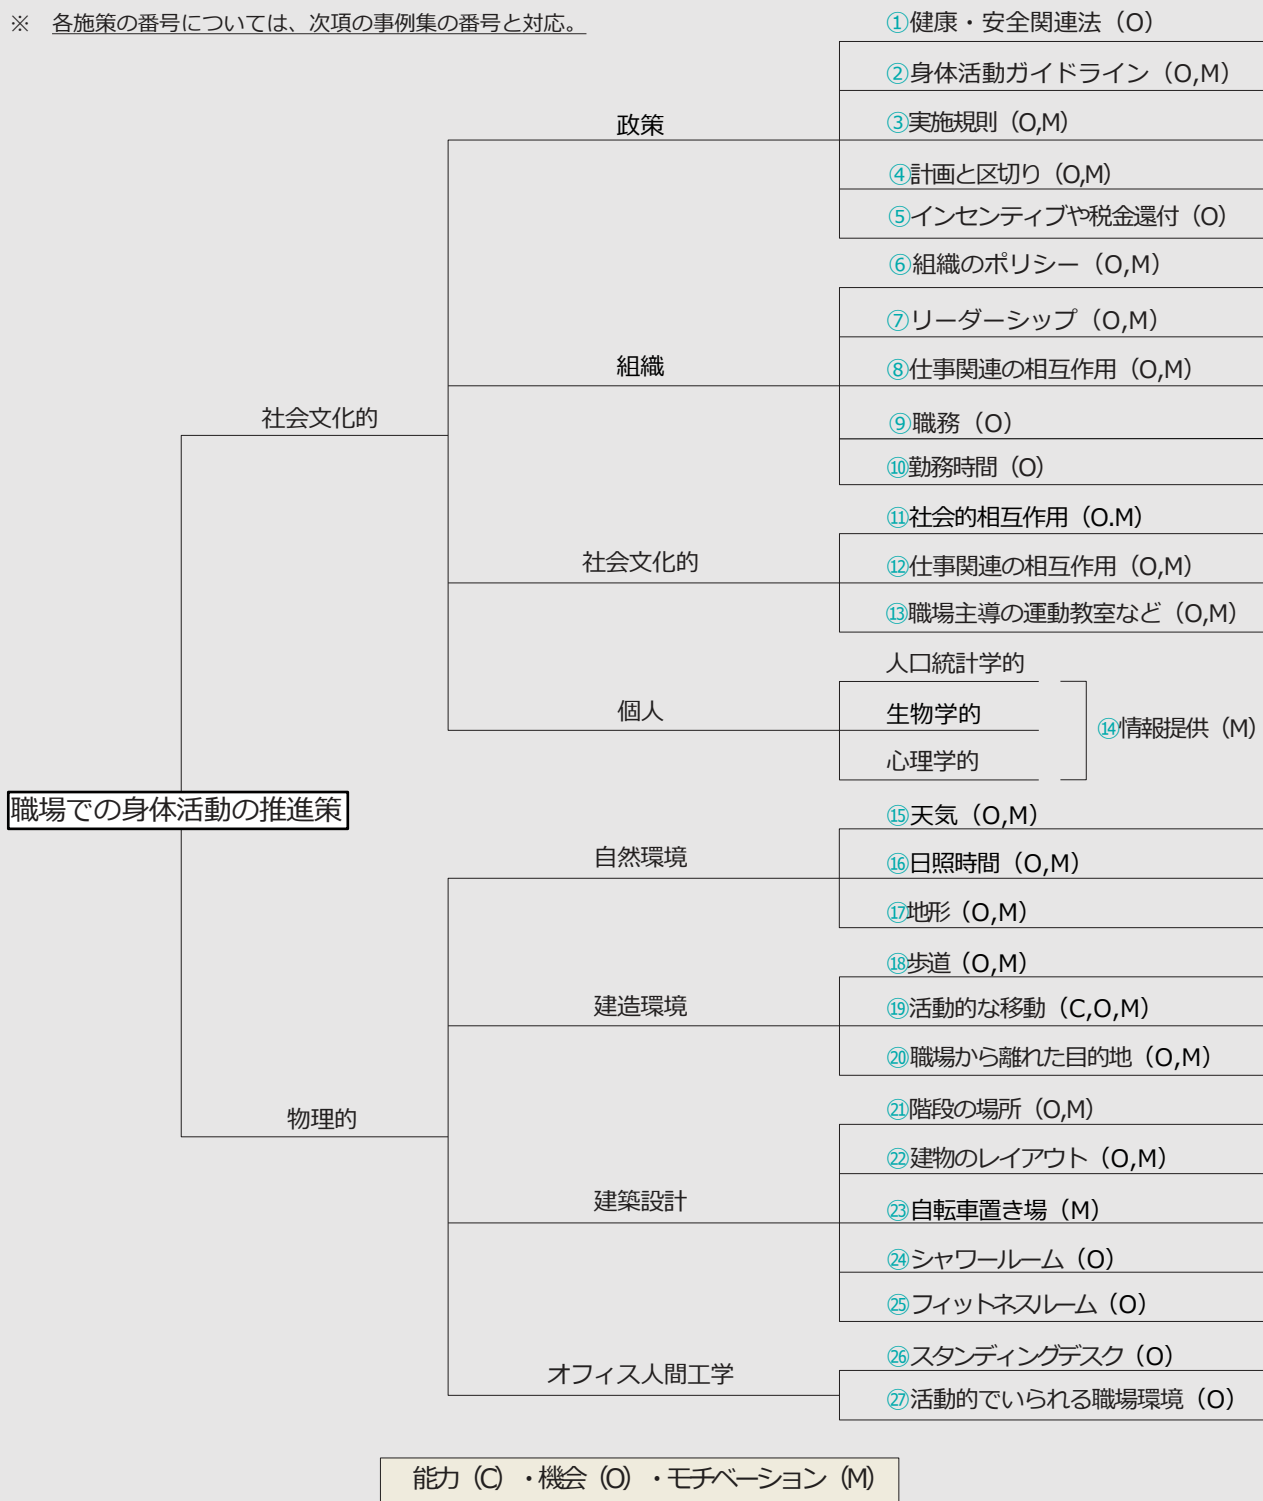 ※ 各施策の番号については、次項の事例集の番号と対応。
①健康・安全関連法（O）
②身体活動ガイドライン（O,M）
政策
③実施規則（O,M）
④計画と区切り（O,M）
⑤インセンティブや税金還付（O）
⑥組織のポリシー（O,M）
⑦リーダーシップ（O,M）
組織
⑧仕事関連の相互作用（O,M）
社会文化的
⑨職務（O）
⑩勤務時間（O）
⑪社会的相互作用（O.M）
社会文化的
⑫仕事関連の相互作用（O,M）
⑬職場主導の運動教室など（O,M）
人口統計学的
個人
生物学的
⑭情報提供（M）
心理学的
職場での身体活動の推進策
⑮天気（O,M）
自然環境
⑯日照時間（O,M）
⑰地形（O,M）
⑱歩道（O,M）
建造環境
⑲活動的な移動（C,O,M）
⑳職場から離れた目的地（O,M）
物理的
㉑階段の場所（O,M）
㉒建物のレイアウト（O,M）
建築設計
㉓自転車置き場（M）
㉔シャワールーム（O）
㉕フィットネスルーム（O）
オフィス人間工学
㉖スタンディングデスク（O）
㉗活動的でいられる職場環境（O）
能力（C）・機会（O）・モチベーション（M）